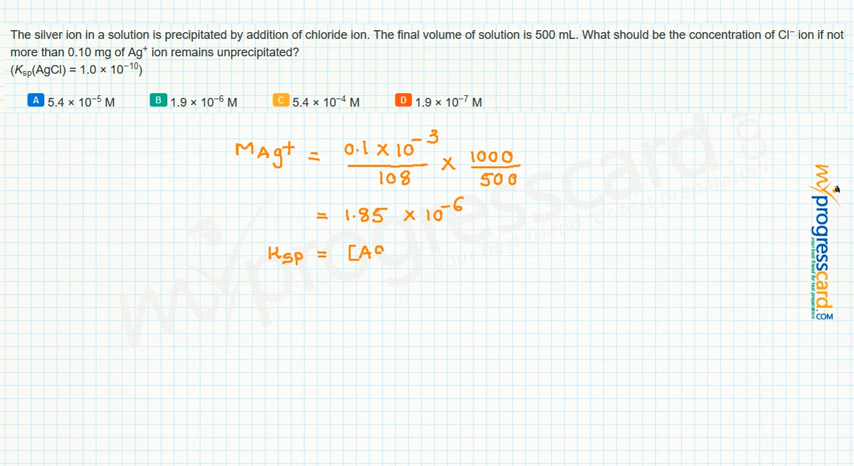 The silver ion in a solution is precipitated by addition of chloride ion. The final volume of solution is 500 mL. What should be the concentration of Cl⁻ ion if not
more than 0.10 mg of Ag⁺ ion remains unprecipitated?
(Ksp(AgCl) = 1.0 × 10⁻¹⁰)
A 5.4 × 10⁻⁵ M B 1.9 × 10⁻⁶ M C 5.4 × 10⁻⁴ M D 1.9 × 10⁻⁷ M
MAg+ = 0.1 × 10⁻³ / 108 × 1000 / 500
= 1.85 × 10⁻⁶
Ksp = [A
myprogresscard
.COM